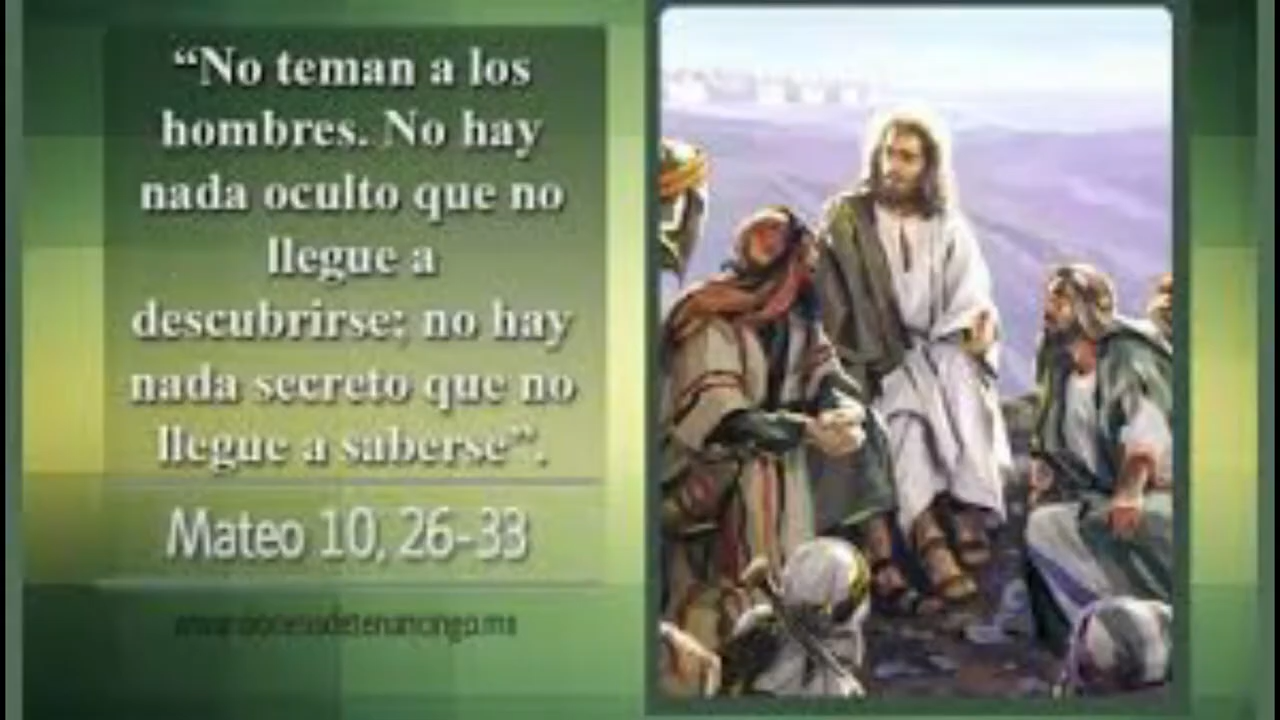 “No teman a los
hombres. No hay
nada oculto que no
llegue a
descubrirse; no hay
nada secreto que no
llegue a saberse”.
Mateo 10, 26-33